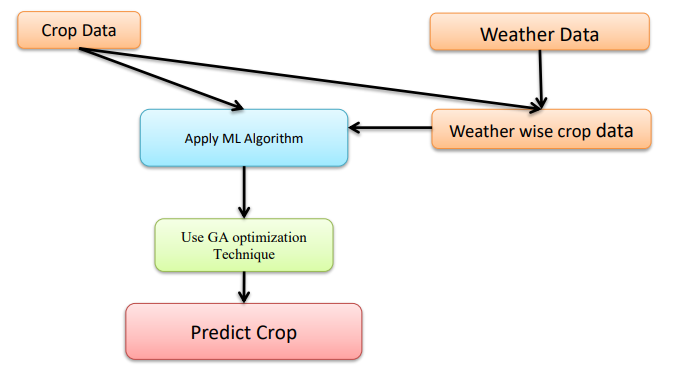 Crop Data
Weather Data
Apply ML Algorithm
Weather wise crop data
Use GA optimization
Technique
Predict Crop